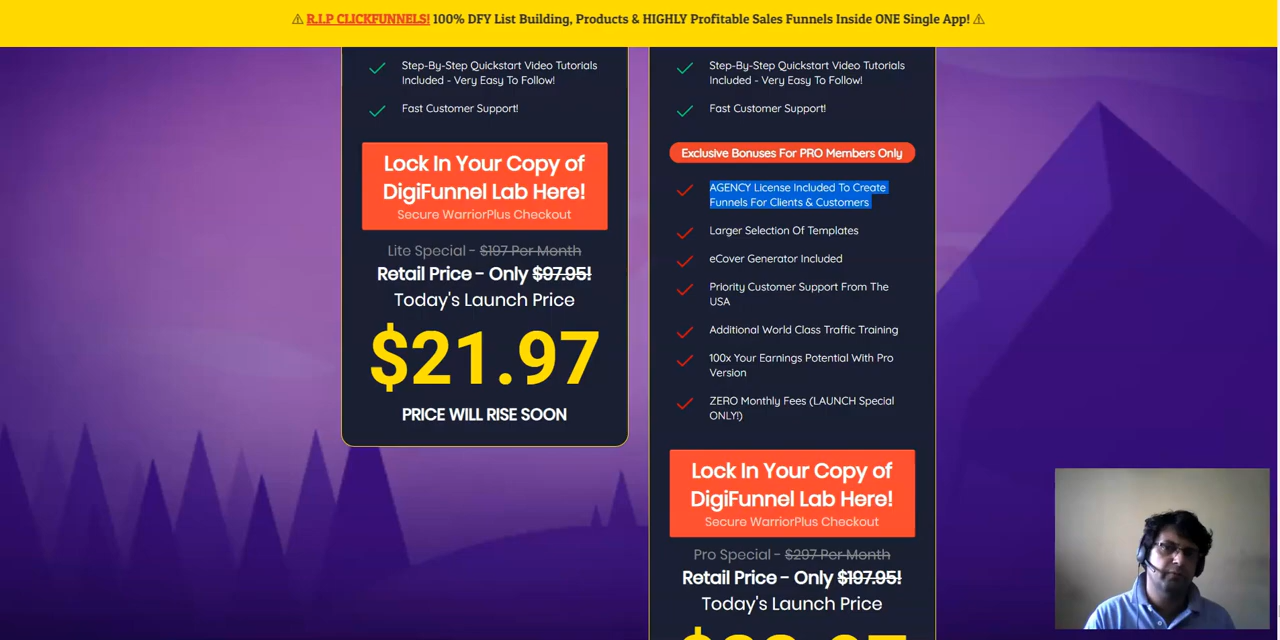 ⚠ R.I.P CLICKFUNNELS! 100% DFY List Building, Products & HIGHLY Profitable Sales Funnels Inside ONE Single App! ⚠
Step-By-Step Quickstart Video Tutorials
Included - Very Easy To Follow!
Fast Customer Support!
Lock In Your Copy of
DigiFunnel Lab Here!
Secure WarriorPlus Checkout
Lite Special - $197 Per Month
Retail Price - Only $97.95!
Today's Launch Price
$21.97
PRICE WILL RISE SOON
Step-By-Step Quickstart Video Tutorials
Included - Very Easy To Follow!
Fast Customer Support!
Exclusive Bonuses For PRO Members Only
AGENCY License Included To Create
Funnels For Clients & Customers
Larger Selection Of Templates
eCover Generator Included
Priority Customer Support From The
USA
Additional World Class Traffic Training
100x Your Earnings Potential With Pro
Version
ZERO Monthly Fees (LAUNCH Special
ONLY!)
Lock In Your Copy of
DigiFunnel Lab Here!
Secure WarriorPlus Checkout
Pro Special - $297 Per Month
Retail Price - Only $197.95!
Today's Launch Price